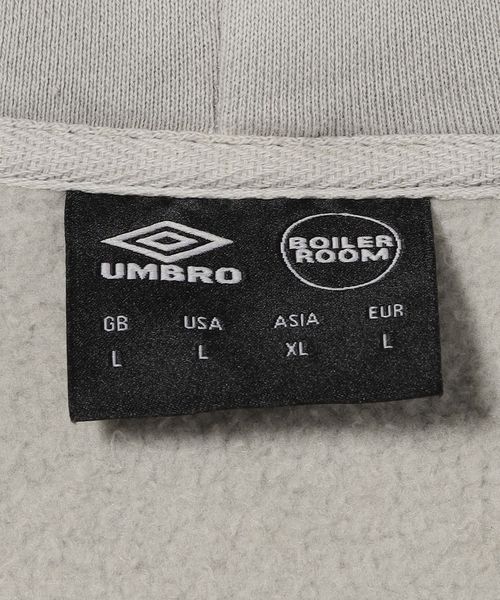 UMBRO
BOILER
ROOM
GB USA ASIA EUR
L L XL L